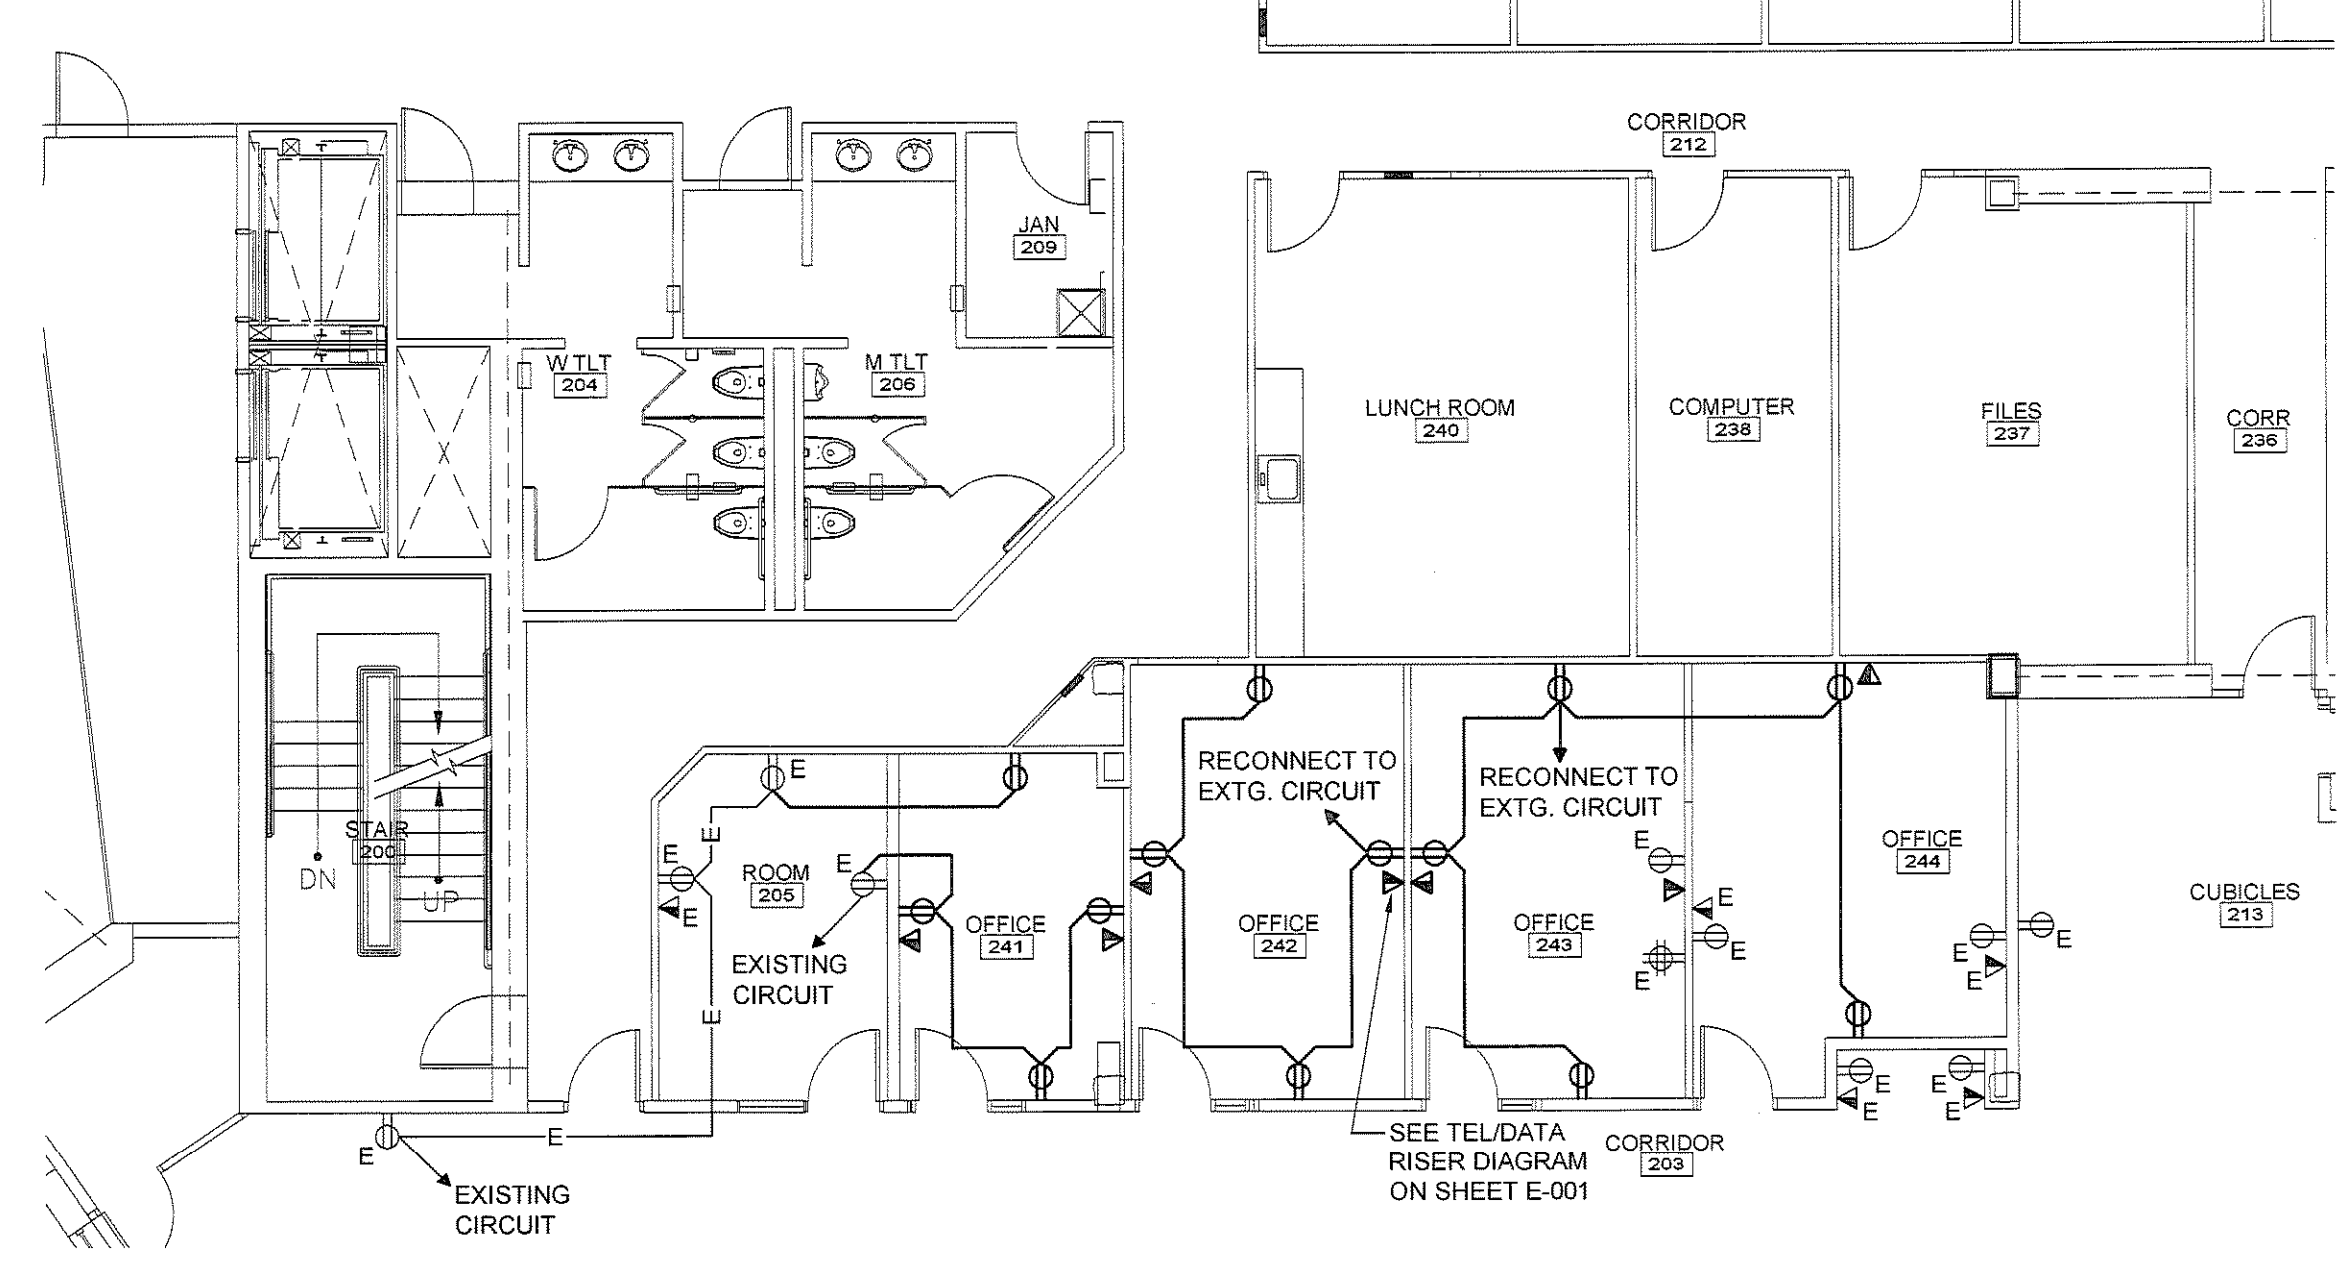 CORRIDOR
212
JAN
209
W TLT
204
M TLT
206
LUNCH ROOM
240
COMPUTER
238
FILES
237
CORR
236
STAIR
200
DN
UP
E
E
E
E
E
E
E
E
ROOM
205
EXISTING
CIRCUIT
EXISTING
CIRCUIT
OFFICE
241
RECONNECT TO
EXTG. CIRCUIT
OFFICE
242
RECONNECT TO
EXTG. CIRCUIT
OFFICE
243
E
E
E
E
OFFICE
244
E
E
E
CUBICLES
213
E
E
E
E
SEE TEL/DATA
RISER DIAGRAM
ON SHEET E-001
CORRIDOR
203